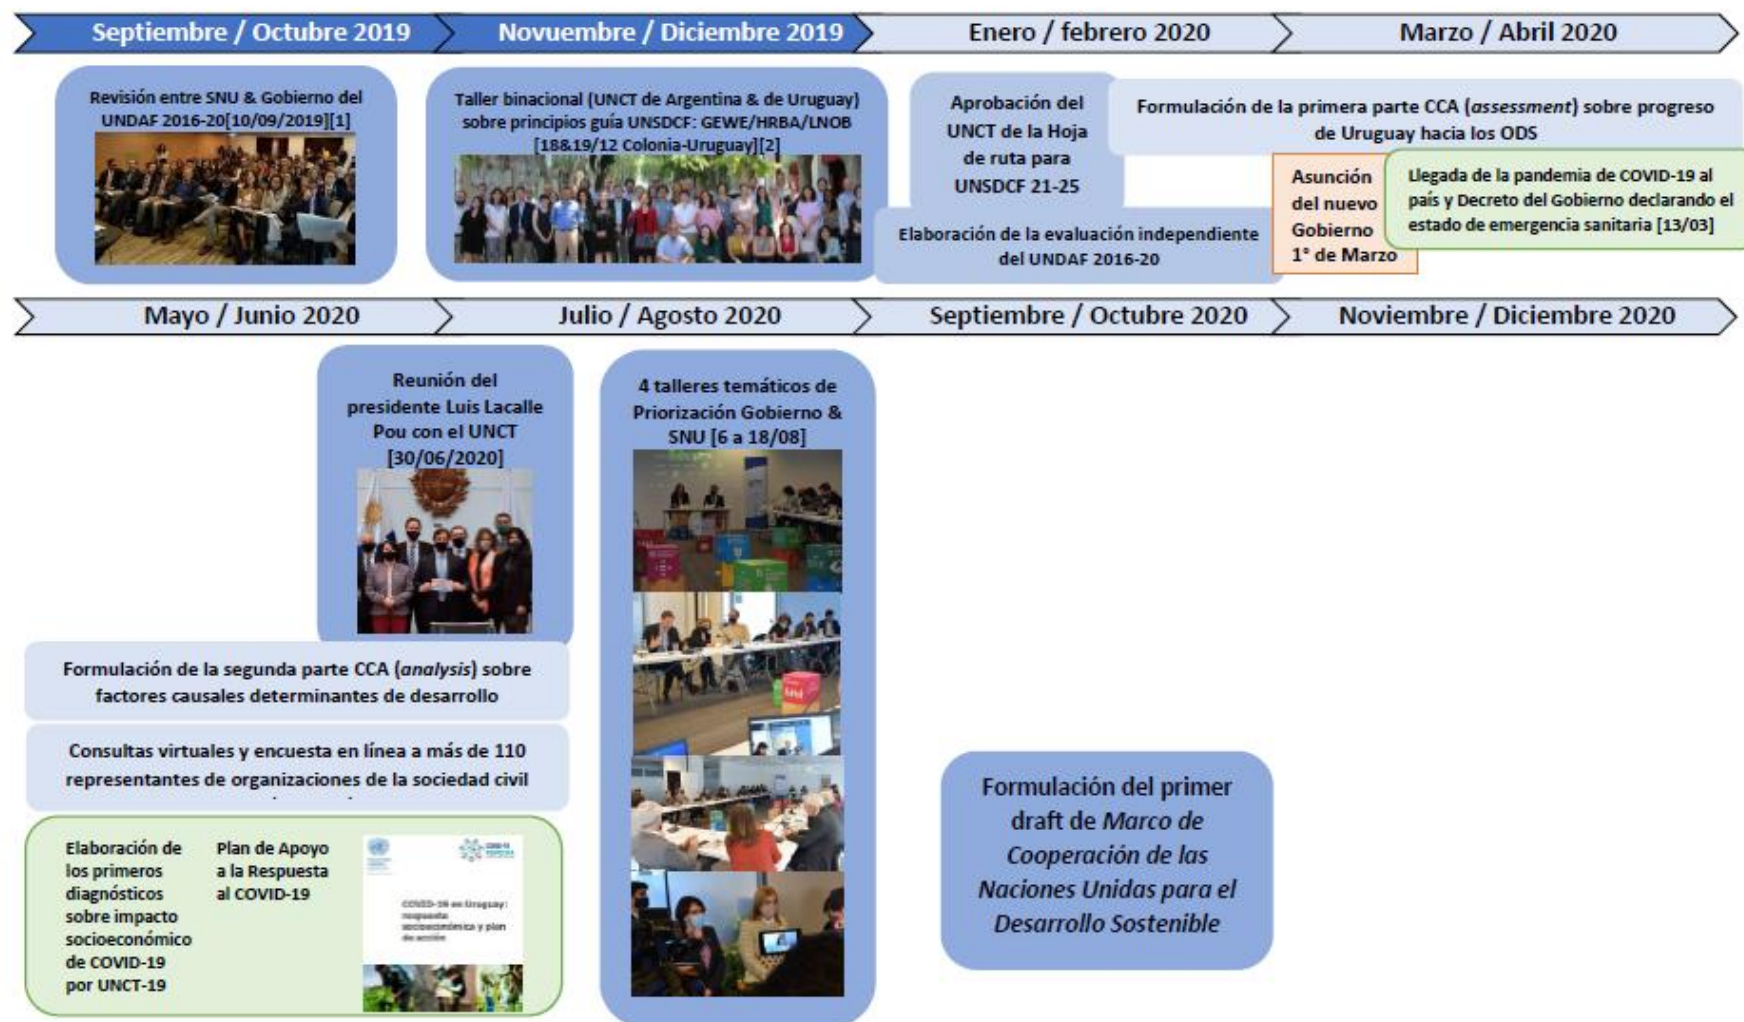 Septiembre / Octubre 2019
Novuembre / Diciembre 2019
Enero / febrero 2020
Marzo / Abril 2020
Revisión entre SNU & Gobierno del
UNDAF 2016-20[10/09/2019][1]
Taller binacional (UNCT de Argentina & de Uruguay)
sobre principios guía UNSDCF: GEWE/HRBA/LNOB
[18&19/12 Colonia-Uruguay][2]
Aprobación del
UNCT de la Hoja
de ruta para
UNSDCF 21-25
Formulación de la primera parte CCA (assessment) sobre progreso
de Uruguay hacia los ODS
Elaboración de la evaluación independiente
del UNDAF 2016-20
Asunción
del nuevo
Gobierno
1° de Marzo
Llegada de la pandemia de COVID-19 al
país y Decreto del Gobierno declarando el
estado de emergencia sanitaria [13/03]
Mayo / Junio 2020
Julio / Agosto 2020
Septiembre / Octubre 2020
Noviembre / Diciembre 2020
Reunión del
presidente Luis Lacalle
Pou con el UNCT
[30/06/2020]
4 talleres temáticos de
Priorización Gobierno &
SNU [6 a 18/08]
Formulación de la segunda parte CCA (analysis) sobre
factores causales determinantes de desarrollo
Consultas virtuales y encuesta en línea a más de 110
representantes de organizaciones de la sociedad civil
Elaboración de
los primeros
diagnósticos
sobre impacto
socioeconómico
de COVID-19
por UNCT-19
Plan de Apoyo
a la Respuesta
al COVID-19
COVID-19 en Uruguay:
respuesta
socioeconómica y plan
de acción
Formulación del primer
draft de Marco de
Cooperación de las
Naciones Unidas para el
Desarrollo Sostenible